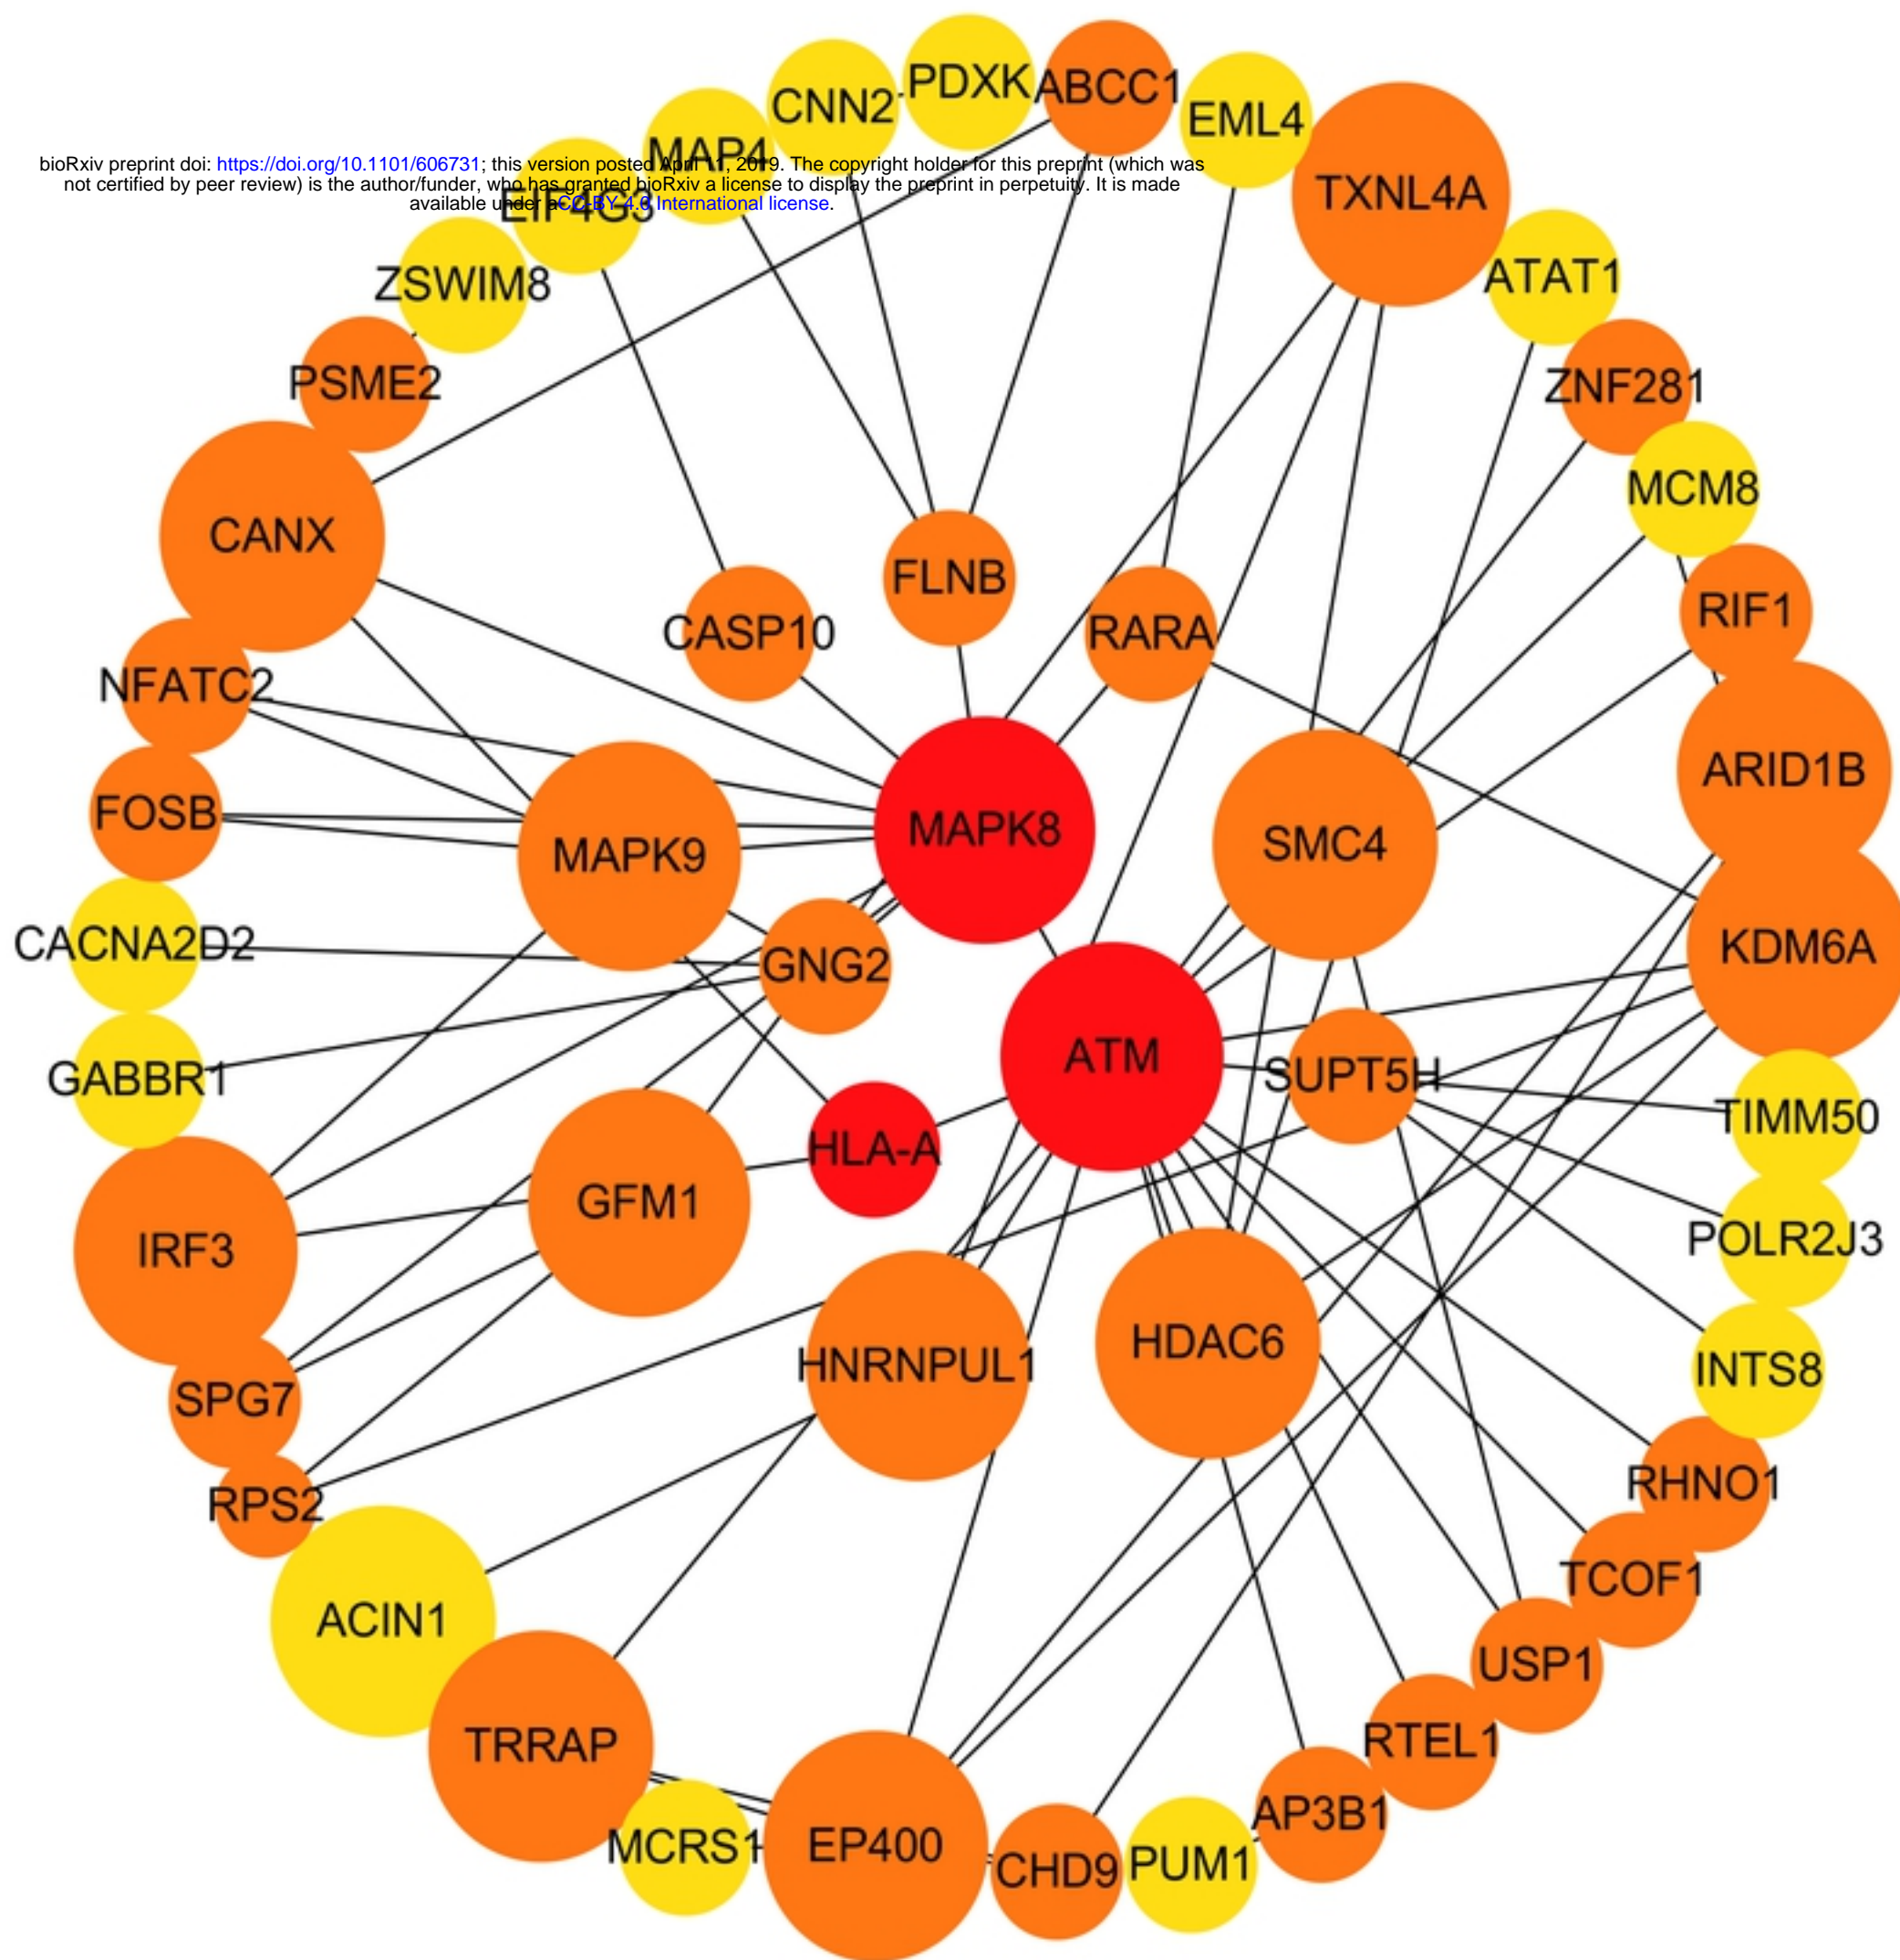 PDXK
ABCC1
CNN2
EML4
MAP4
bioRxiv preprint doi: https://doi.org/10.1101/606731; this version posted April 11, 2019. The copyright holder for this preprint (which was
not certified by peer review) is the author/funder, who has granted bioRxiv a license to display the preprint in perpetuity. It is made
available under aCC-BY 4.0 International license.
TXNL4A
EIF4G3
ATAT1
ZSWIM8
PSME2
ZNF281
MCM8
CANX
FLNB
RIF1
CASP10
RARA
NFATC2
ARID1B
FOSB
MAPK8
SMC4
MAPK9
CACNA2D2
KDM6A
GNG2
ATM
GABBR1
SUPT5H
TIMM50
HLA-A
GFM1
POLR2J3
IRF3
HDAC6
HNRNPUL1
INTS8
SPG7
RHNO1
RPS2
TCOF1
ACIN1
USP1
TRRAP
RTEL1
AP3B1
MCRS1
EP400
CHD9
PUM1